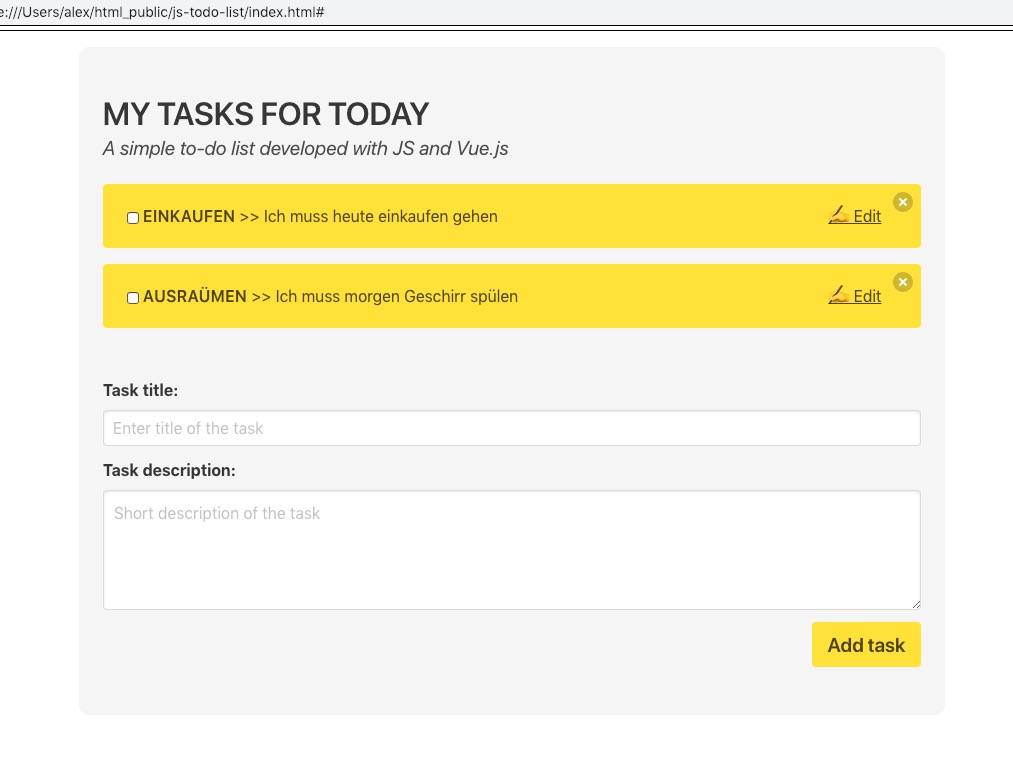 e:///Users/alex/html_public/js-todo-list/index.html#
MY TASKS FOR TODAY
A simple to-do list developed with JS and Vue.js
EINKAUFEN >> Ich muss heute einkaufen gehen
✍ Edit
AUSRAÜMEN >> Ich muss morgen Geschirr spülen
✍ Edit
Task title:
Enter title of the task
Task description:
Short description of the task
Add task